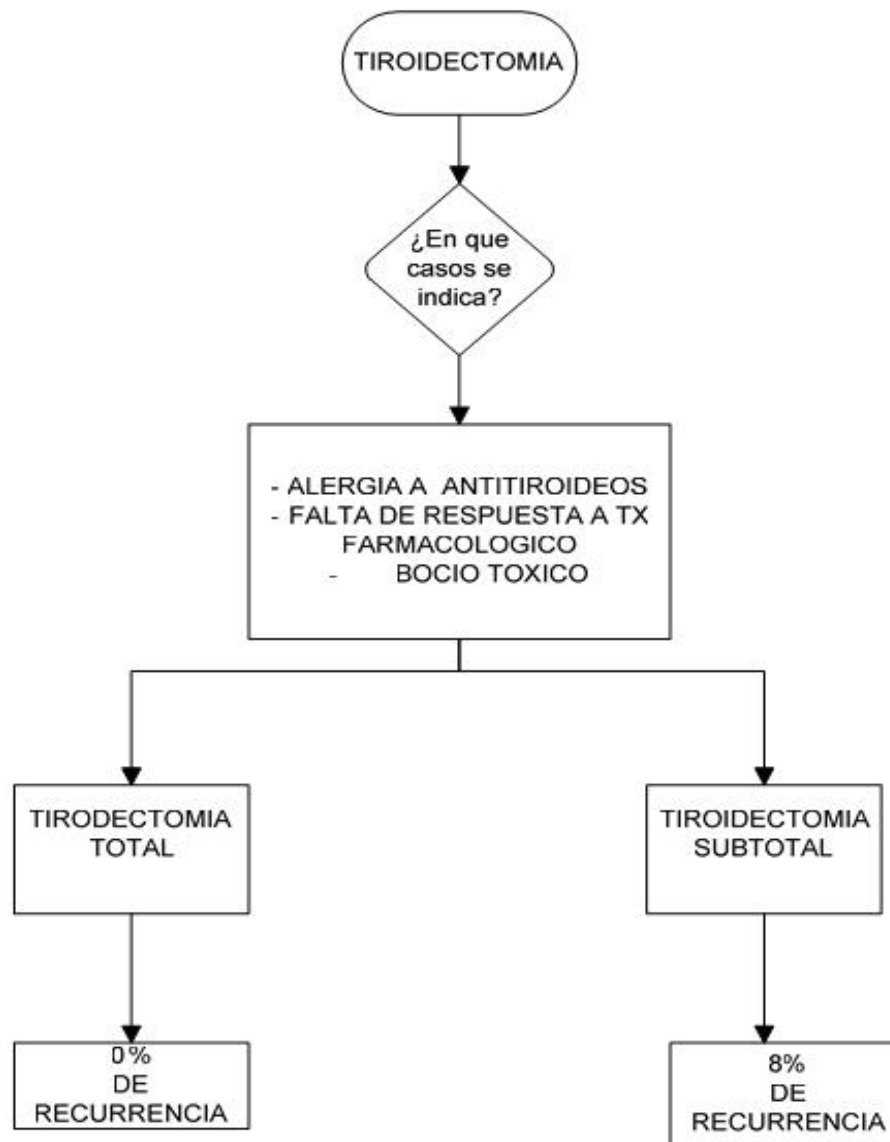 TIROIDECTOMIA
¿En que
casos se
indica?
- ALERGIA A ANTITIROIDEOS
- FALTA DE RESPUESTA A TX
FARMACOLOGICO
- BOCIO TOXICO
TIRODECTOMIA
TOTAL
TIROIDECTOMIA
SUBTOTAL
0%
DE
RECURRENCIA
8%
DE
RECURRENCIA